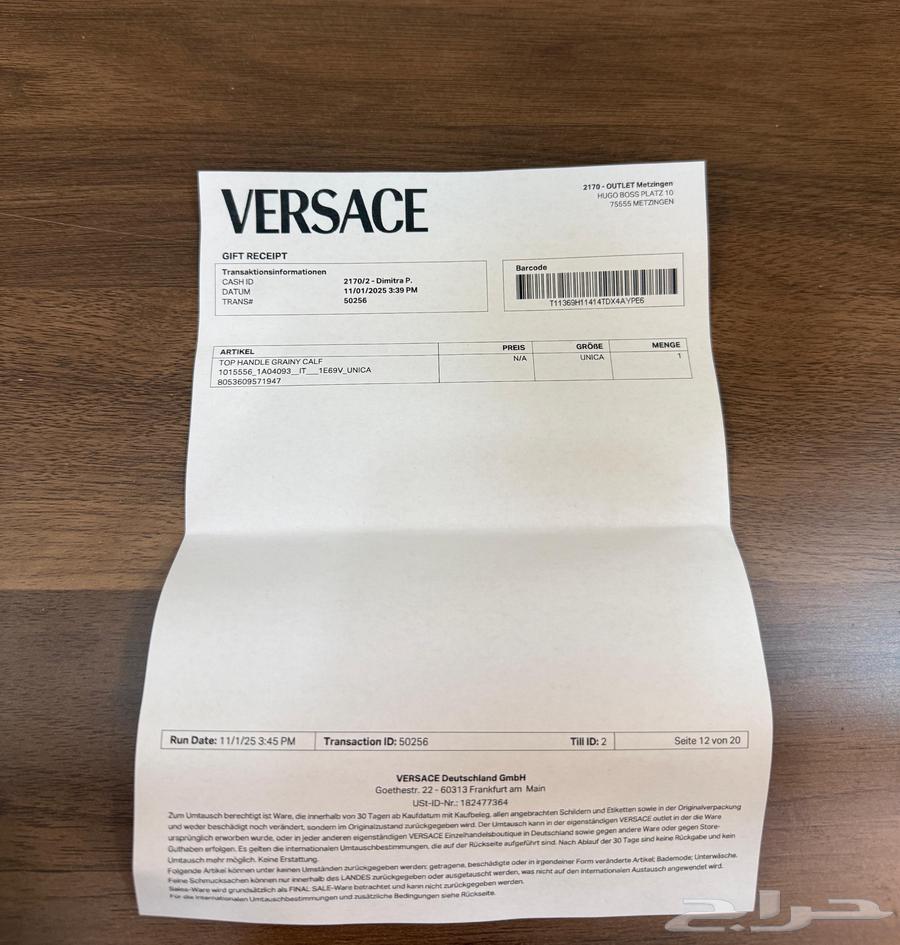 VERSACE
2170 - OUTLET Metzingen
HUGO BOSS PLATZ 10
75555 METZINGEN
GIFT RECEIPT
Transaktionsinformationen
CASH ID 2170/2 - Dimitra P.
DATUM 11/01/2025 3:39 PM
TRANS# 50256
Barcode
T11369H11414TDX4AYPE6
ARTIKEL PREIS GRÖßE MENGE
TOP HANDLE GRAINY CALF N/A UNICA 1
1015556_1A04093__IT___1E69V_UNICA
8053609571947
Run Date: 11/1/25 3:45 PM Transaction ID: 50256 Till ID: 2 Seite 12 von 20
VERSACE Deutschland GmbH
Goethestr. 22 - 60313 Frankfurt am Main
USt-ID-Nr.: 182477364
Zum Umtausch berechtigt ist Ware, die innerhalb von 30 Tagen ab Kaufdatum mit Kaufbeleg, allen angebrachten Schildern und Etiketten sowie in der Originalverpackung
und weder beschädigt noch verändert, sondern im Originalzustand zurückgegeben wird. Der Umtausch kann in der eigenständigen VERSACE outlet in der die Ware
ursprünglich erworben wurde, oder in jeder anderen eigenständigen VERSACE Einzelhandelsboutique in Deutschland sowie gegen andere Ware oder gegen Store-
Guthaben erfolgen. Es gelten die internationalen Umtauschbestimmungen, die auf der Rückseite aufgeführt sind. Nach Ablauf der 30 Tage sind keine Rückgabe und kein
Umtausch mehr möglich. Keine Erstattung.
Folgende Artikel können unter keinen Umständen zurückgegeben werden: getragene, beschädigte oder in irgendeiner Form veränderte Artikel; Bademode; Unterwäsche.
Feine Schmucksachen können nur innerhalb des LANDES zurückgegeben oder ausgetauscht werden, was nicht auf den internationalen Austausch angewendet wird.
Sales-Ware wird grundsätzlich als FINAL SALE-Ware betrachtet und kann nicht zurückgegeben werden.
Für die internationalen Umtauschbestimmungen und zusätzliche Bedingungen siehe Rückseite.
حراج